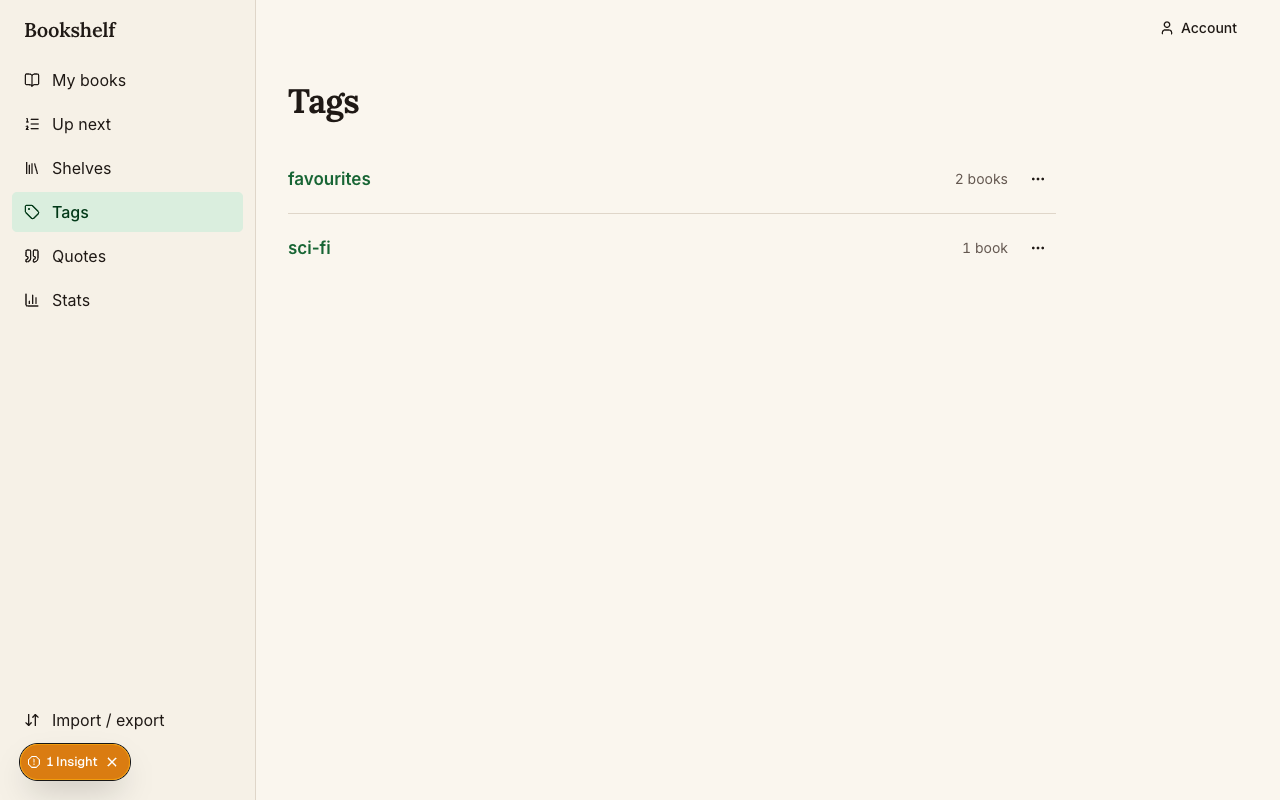 Bookshelf
Account
My books
Up next
Shelves
Tags
Quotes
Stats
Import / export
1 Insight
Tags
favourites
2 books
sci-fi
1 book